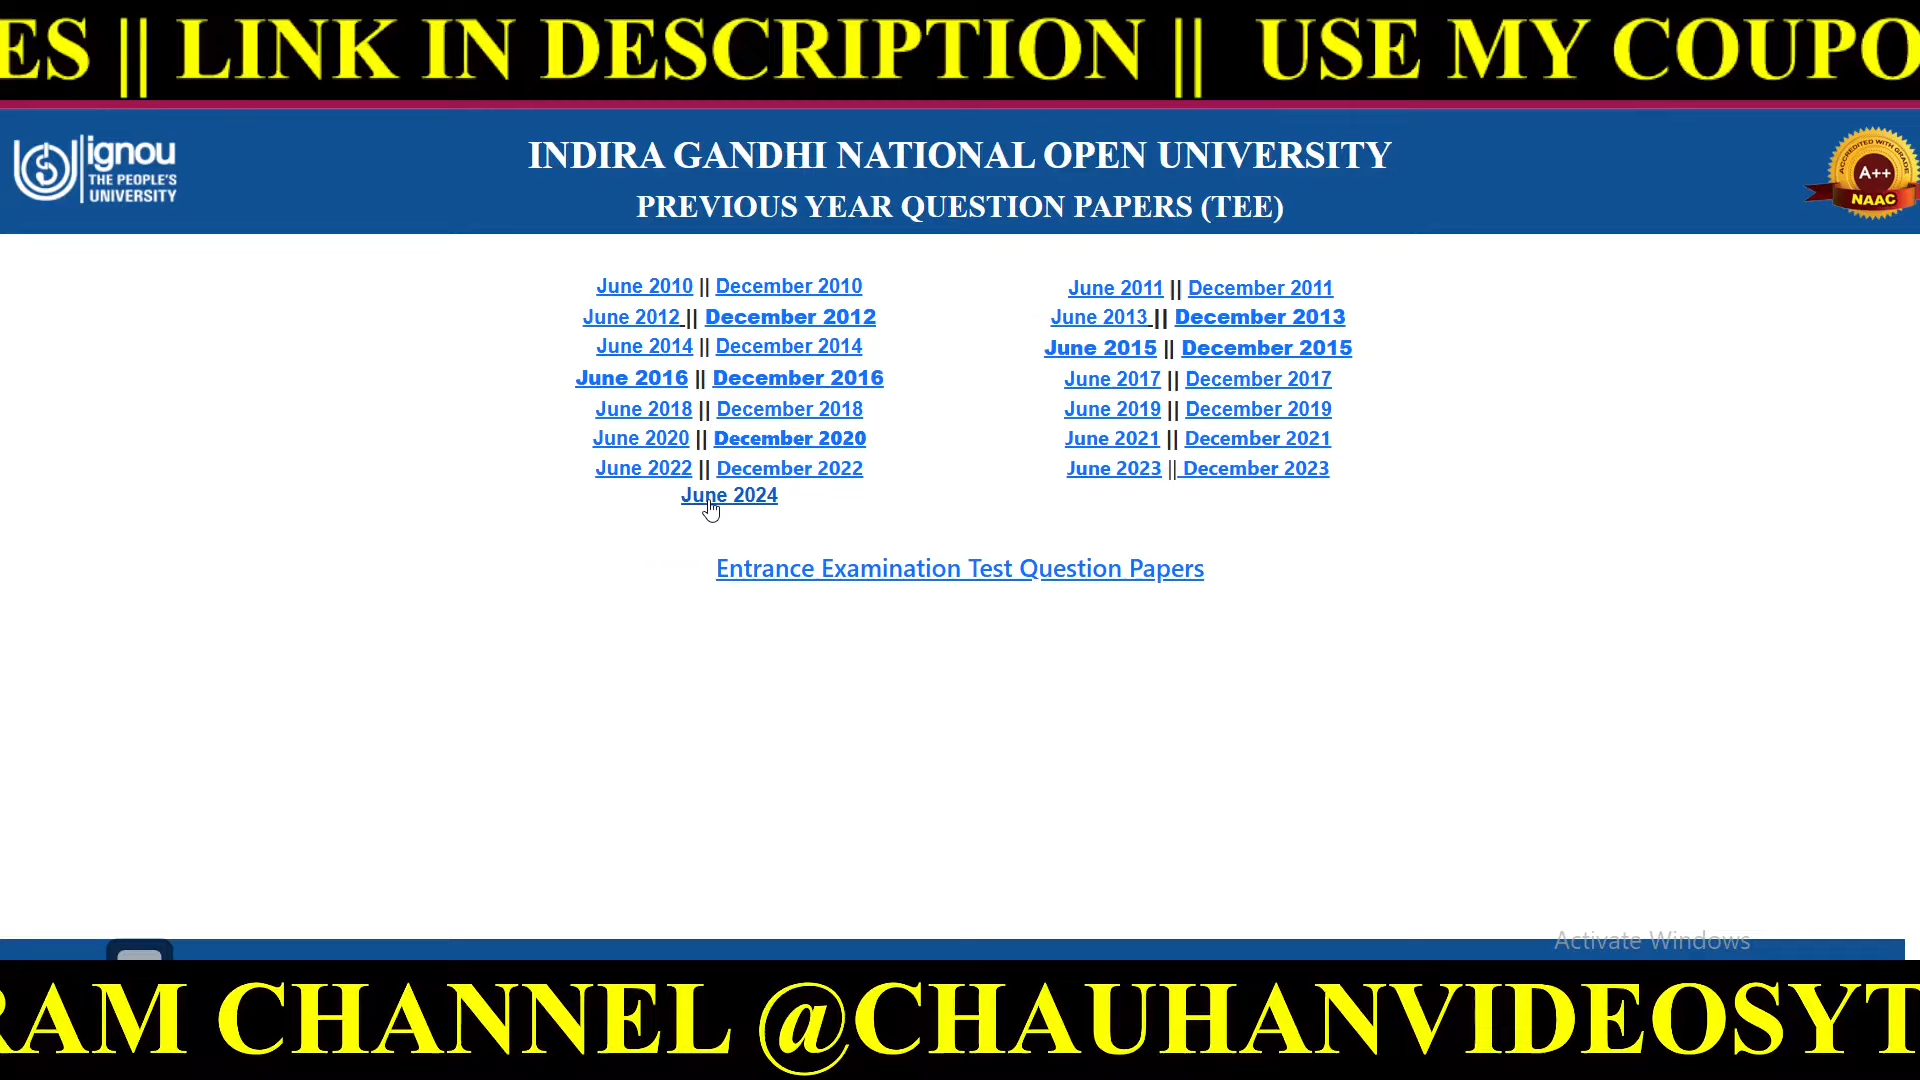 ES || LINK IN DESCRIPTION || USE MY COUPO
ignou
THE PEOPLE'S
UNIVERSITY
INDIRA GANDHI NATIONAL OPEN UNIVERSITY
PREVIOUS YEAR QUESTION PAPERS (TEE)
ACCREDITED WITH GRADE
A++
NAAC
June 2010 || December 2010
June 2012 || December 2012
June 2014 || December 2014
June 2016 || December 2016
June 2018 || December 2018
June 2020 || December 2020
June 2022 || December 2022
June 2024
June 2011 || December 2011
June 2013 || December 2013
June 2015 || December 2015
June 2017 || December 2017
June 2019 || December 2019
June 2021 || December 2021
June 2023 || December 2023
Entrance Examination Test Question Papers
Activate Windows
RAM CHANNEL @CHAUHANVIDEOSYT